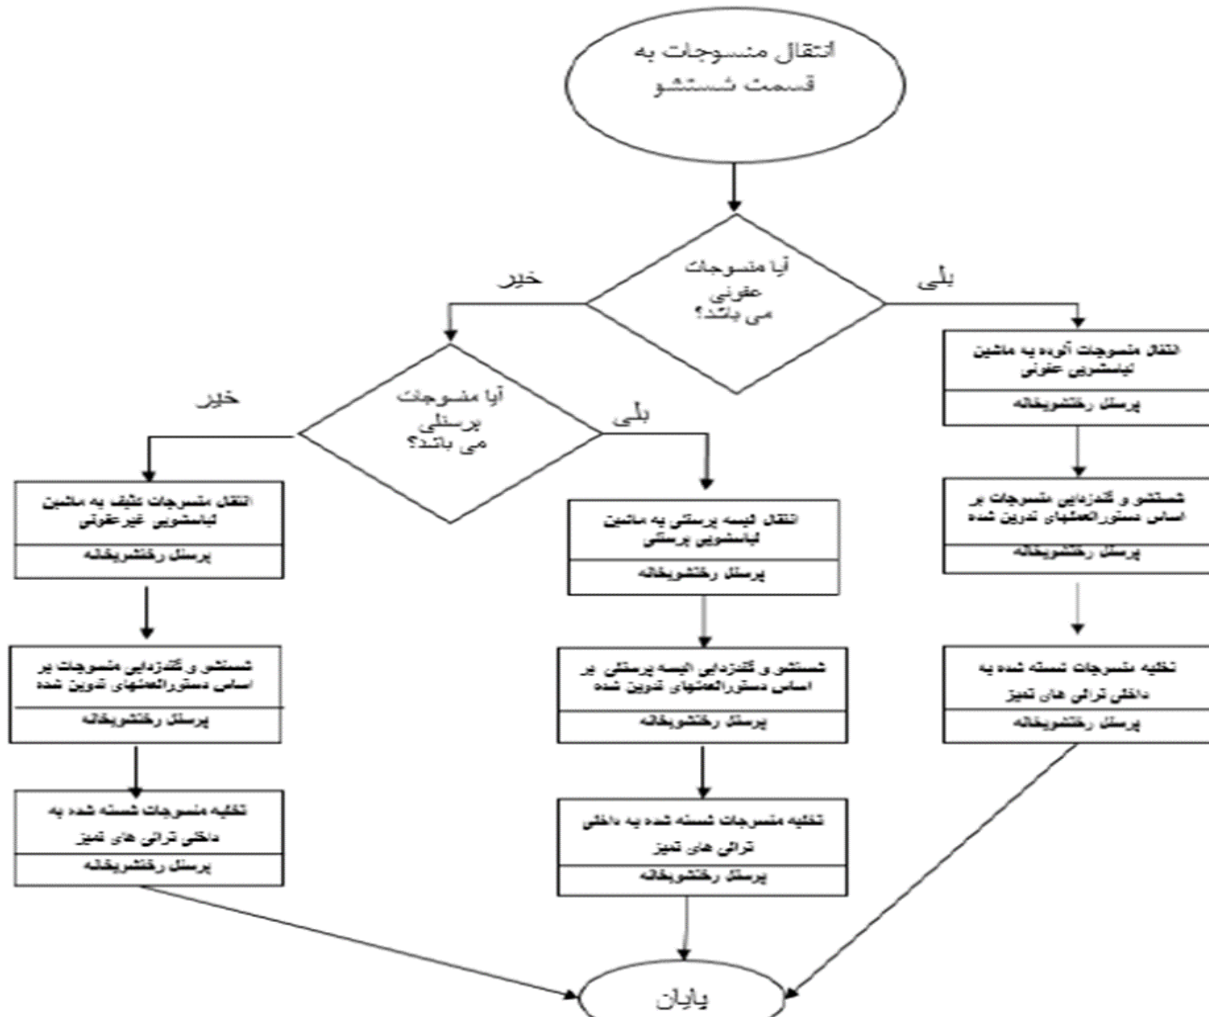 انتقال منسوجات به
قسمت شستشو
آیا منسوجات
عفونی
می باشد؟
بلی
خیر
انتقال منسوجات آلوده به ماشین
لباسشویی عفونی
پرسنل رختشویخانه
شستشو و گندزدایی منسوجات بر
اساس دستورالعملهای تدوین شده
پرسنل رختشویخانه
تخلیه منسوجات شسته شده به
داخلی ترالی های تمیز
پرسنل رختشویخانه
آیا منسوجات
پرسنلی
می باشد؟
بلی
خیر
انتقال البسه پرسنلی به ماشین
لباسشویی پرسنلی
پرسنل رختشویخانه
شستشو و گندزدایی البسه پرسنلی بر
اساس دستورالعملهای تدوین شده
پرسنل رختشویخانه
تخلیه منسوجات شسته شده به داخلی
ترالی های تمیز
پرسنل رختشویخانه
انتقال منسوجات کثیف به ماشین
لباسشویی غیرعفونی
پرسنل رختشویخانه
شستشو و گندزدایی منسوجات بر
اساس دستورالعملهای تدوین شده
پرسنل رختشویخانه
تخلیه منسوجات شسته شده به
داخلی ترالی های تمیز
پرسنل رختشویخانه
پایان